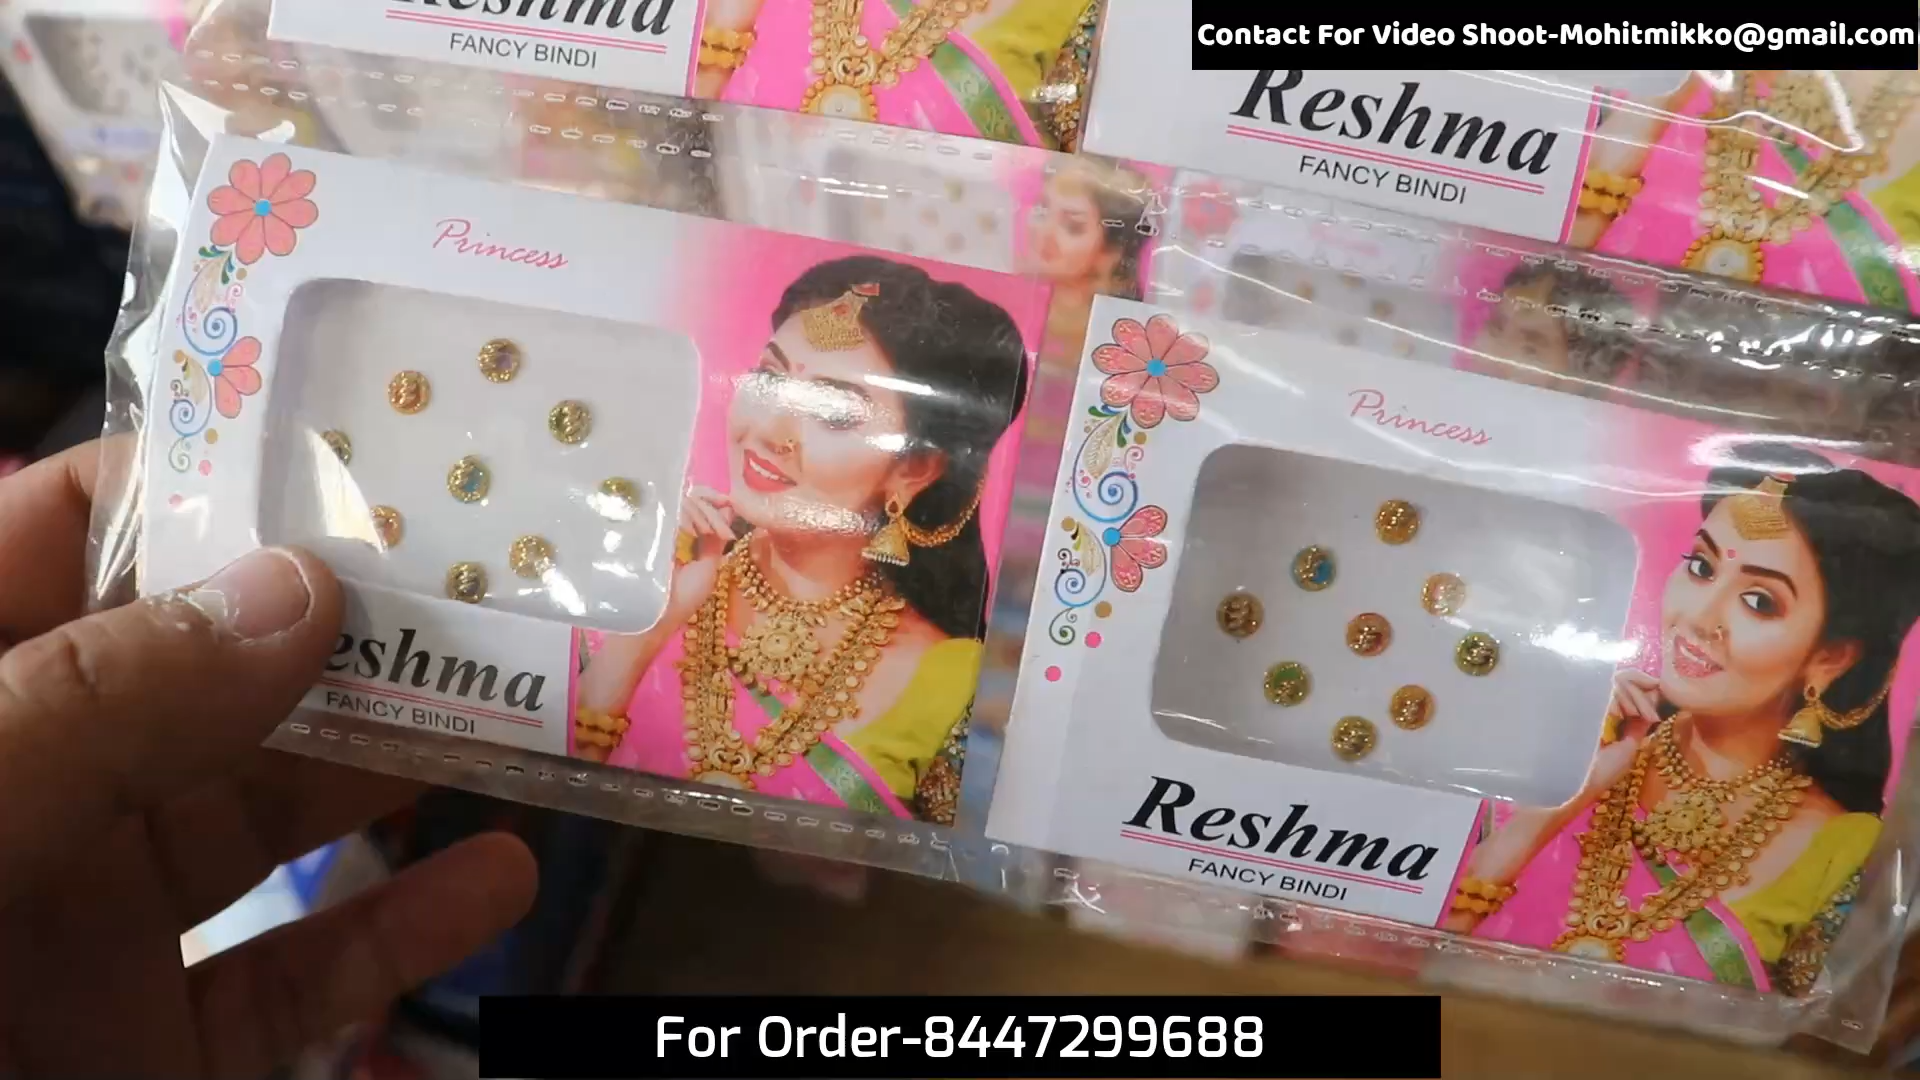 Contact For Video Shoot-Mohitmikko@gmail.com
Reshma
FANCY BINDI
Reshma
FANCY BINDI
Princess
Princess
eshma
FANCY BINDI
Reshma
FANCY BINDI
For Order-8447299688